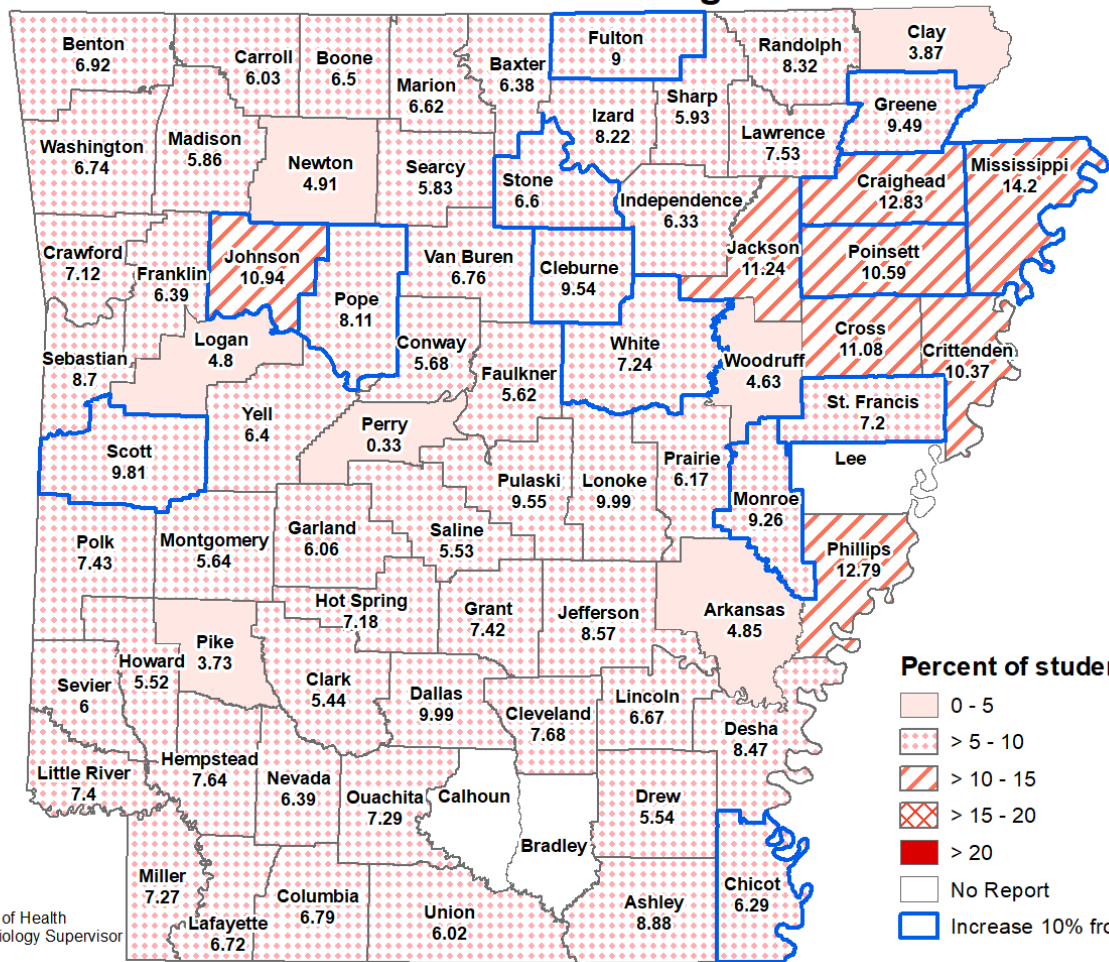 Benton
6.92
Carroll
6.03
Boone
6.5
Marion
6.62
Baxter
6.38
Fulton
9
Randolph
8.32
Clay
3.87
Izard
8.22
Sharp
5.93
Greene
9.49
Washington
6.74
Madison
5.86
Newton
4.91
Searcy
5.83
Stone
6.6
Independence
6.33
Lawrence
7.53
Craighead
12.83
Mississippi
14.2
Crawford
7.12
Franklin
6.39
Johnson
10.94
Pope
8.11
Van Buren
6.76
Cleburne
9.54
Jackson
11.24
Poinsett
10.59
Sebastian
8.7
Logan
4.8
Conway
5.68
Faulkner
5.62
White
7.24
Woodruff
4.63
Cross
11.08
Crittenden
10.37
Scott
9.81
Yell
6.4
Perry
0.33
Pulaski
9.55
Lonoke
9.99
Prairie
6.17
St. Francis
7.2
Lee
Monroe
9.26
Polk
7.43
Montgomery
5.64
Garland
6.06
Saline
5.53
Phillips
12.79
Hot Spring
7.18
Grant
7.42
Jefferson
8.57
Arkansas
4.85
Pike
3.73
Howard
5.52
Sevier
6
Clark
5.44
Dallas
9.99
Cleveland
7.68
Lincoln
6.67
Desha
8.47
Little River
7.4
Hempstead
7.64
Nevada
6.39
Ouachita
7.29
Calhoun
Bradley
Drew
5.54
Miller
7.27
Lafayette
6.72
Columbia
6.79
Union
6.02
Ashley
8.88
Chicot
6.29
Percent of studen
0 - 5
> 5 - 10
> 10 - 15
> 15 - 20
> 20
No Report
Increase 10% fro
of Health
iology Supervisor